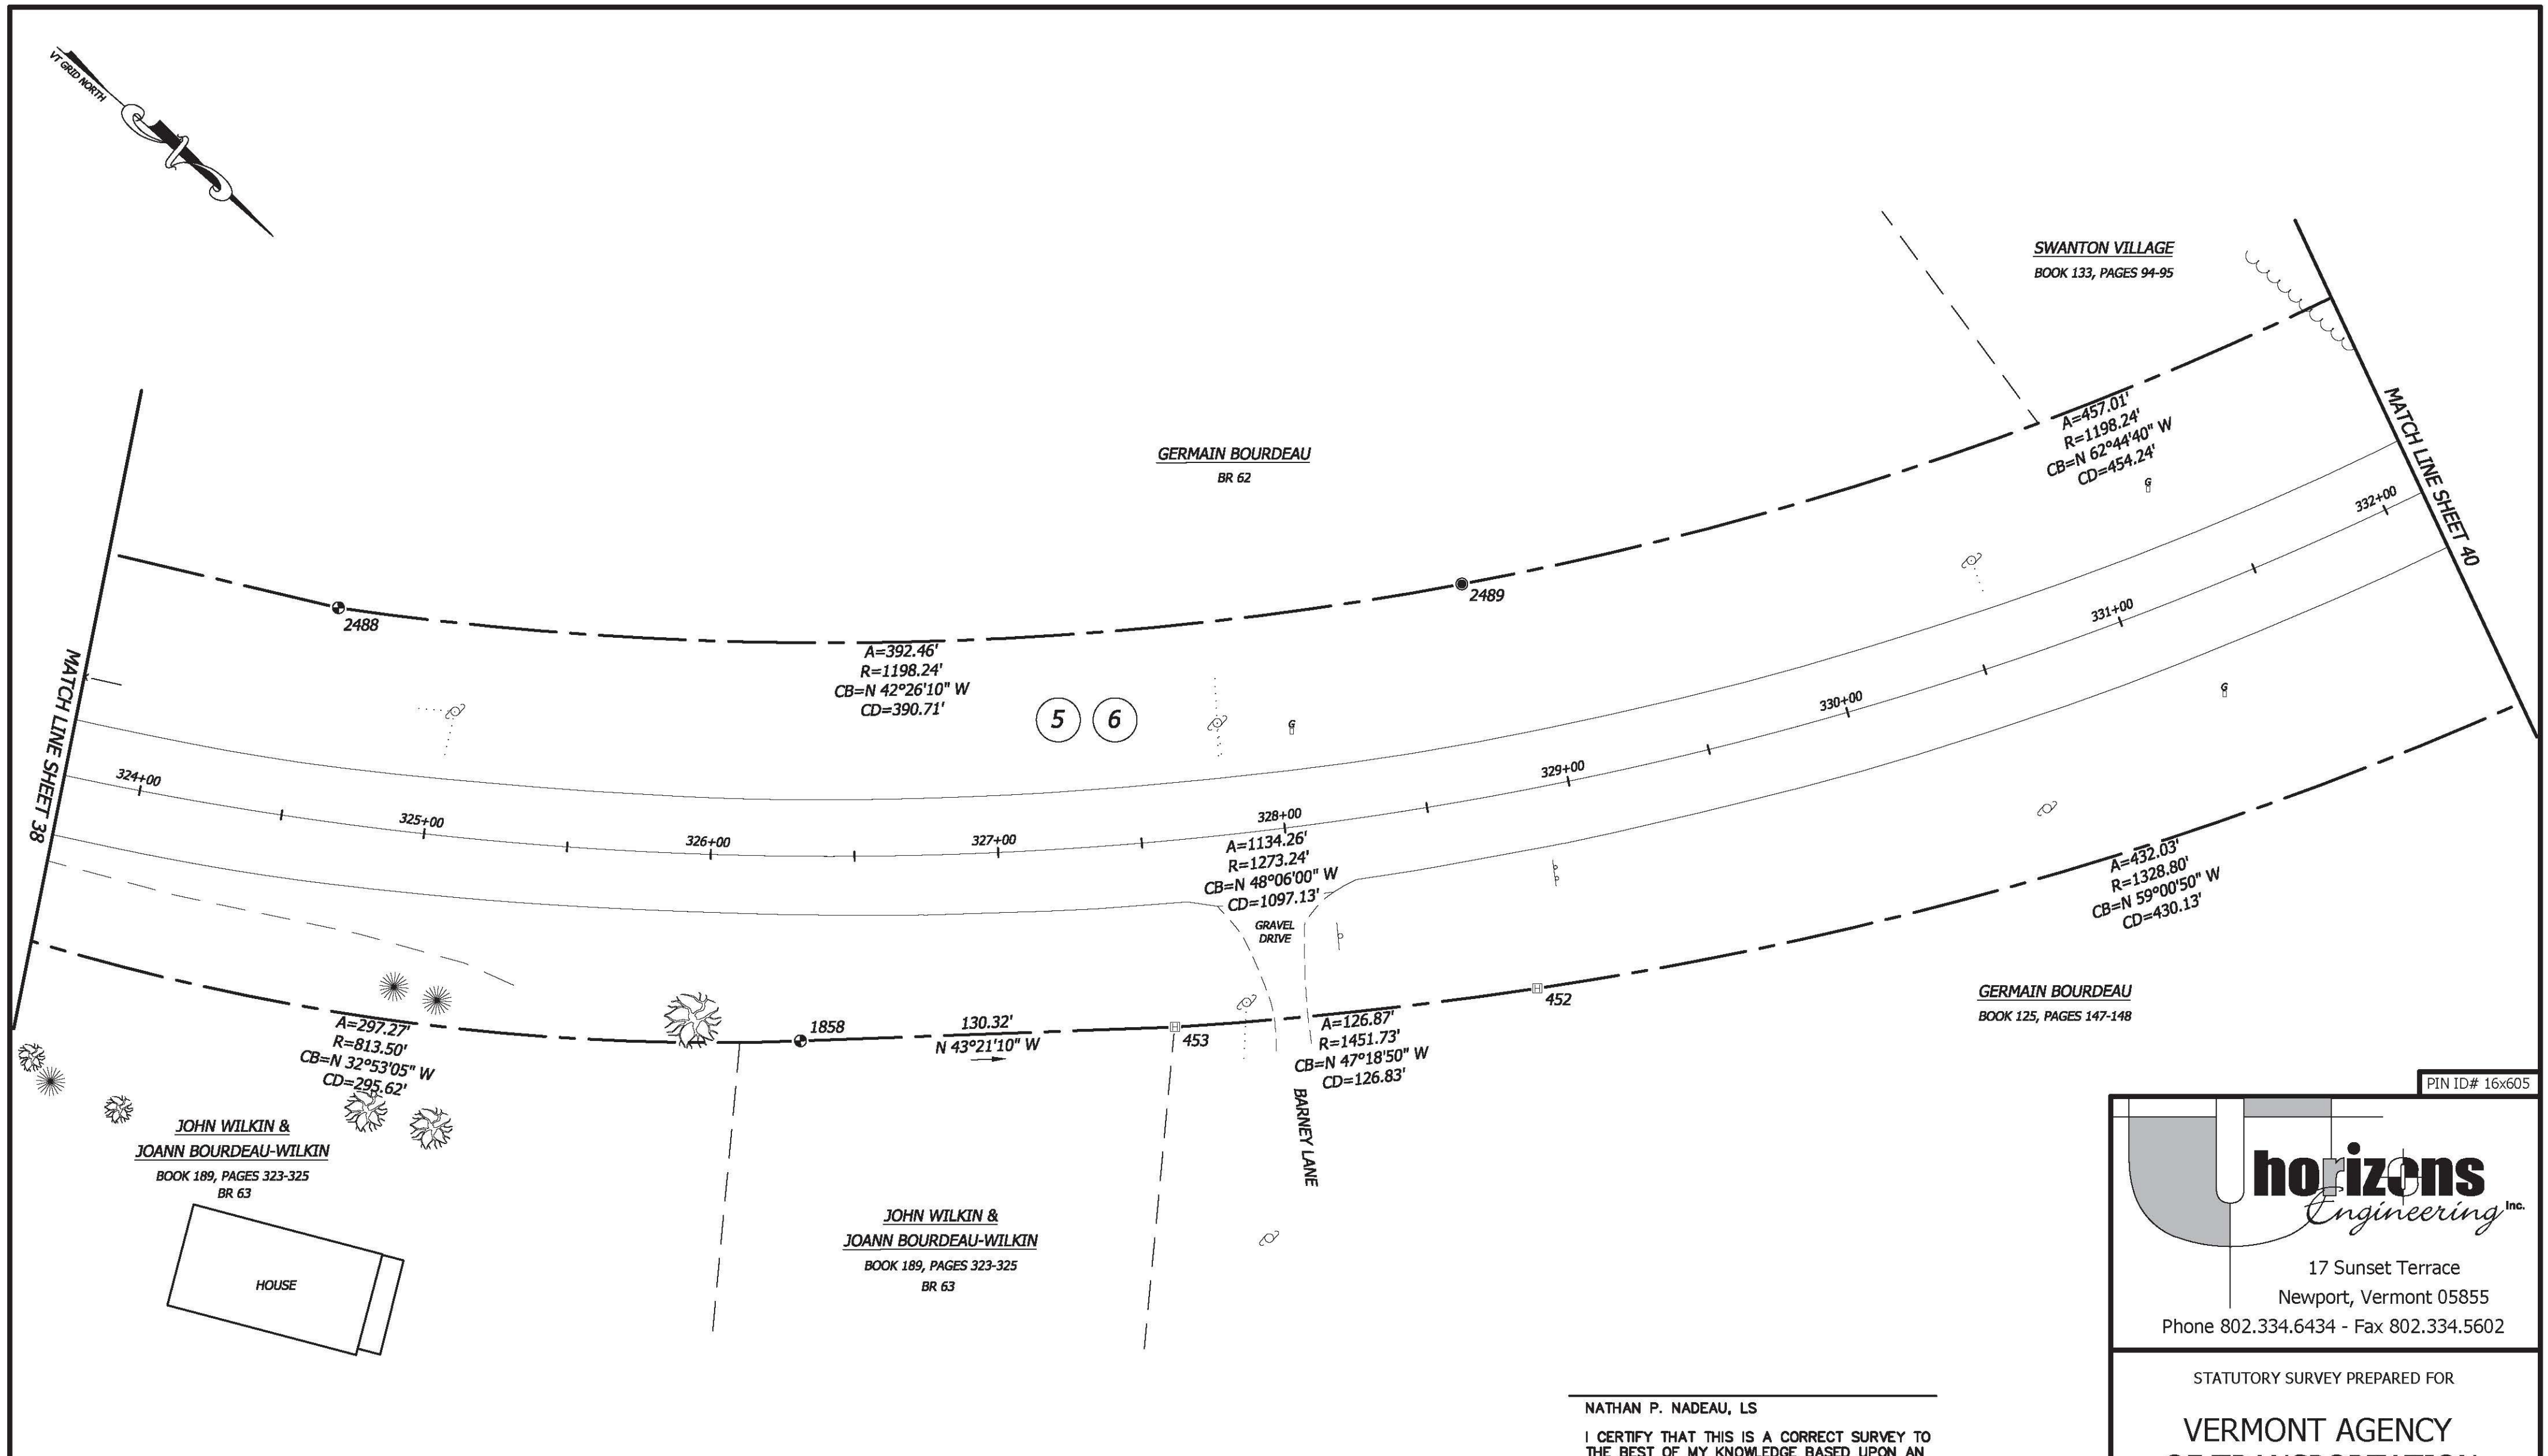 VT GRID NORTH
SWANTON VILLAGE
BOOK 133, PAGES 94-95
GERMAIN BOURDEAU
BR 62
A=457.01'
R=1198.24'
CB=N 62°44'40" W
CD=454.24'
G
MATCH LINE SHEET 40
332+00
2489
2488
331+00
A=392.46'
R=1198.24'
CB=N 42°26'10" W
CD=390.71'
5 6
G
G
330+00
MATCH LINE SHEET 38
324+00
325+00
326+00
327+00
328+00
329+00
A=1134.26'
R=1273.24'
CB=N 48°06'00" W
CD=1097.13'
GRAVEL
DRIVE
A=432.03'
R=1328.80'
CB=N 59°00'50" W
CD=430.13'
GERMAIN BOURDEAU
BOOK 125, PAGES 147-148
452
453
1858
130.32'
N 43°21'10" W
A=126.87'
R=1451.73'
CB=N 47°18'50" W
CD=126.83'
A=297.27'
R=813.50'
CB=N 32°53'05" W
CD=295.62'
BARNEY LANE
JOHN WILKIN &
JOANN BOURDEAU-WILKIN
BOOK 189, PAGES 323-325
BR 63
HOUSE
JOHN WILKIN &
JOANN BOURDEAU-WILKIN
BOOK 189, PAGES 323-325
BR 63
PIN ID# 16x605
horizons
Engineering Inc.
17 Sunset Terrace
Newport, Vermont 05855
Phone 802.334.6434 - Fax 802.334.5602
STATUTORY SURVEY PREPARED FOR
VERMONT AGENCY
OF TRANSPORTATION
NATHAN P. NADEAU, LS
I CERTIFY THAT THIS IS A CORRECT SURVEY TO
THE BEST OF MY KNOWLEDGE BASED UPON AN